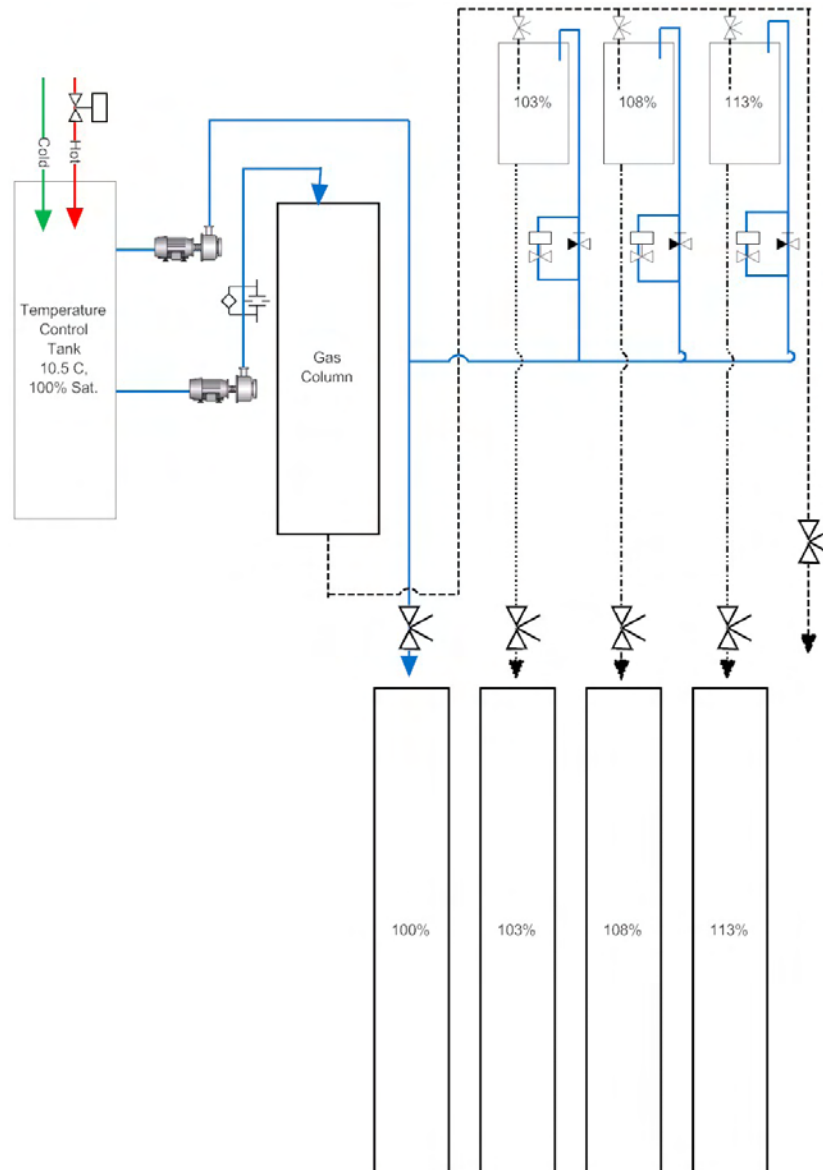 103%
108%
113%
Cold
Hot
Temperature
Control
Tank
10.5 C,
100% Sat.
Gas
Column
100%
103%
108%
113%